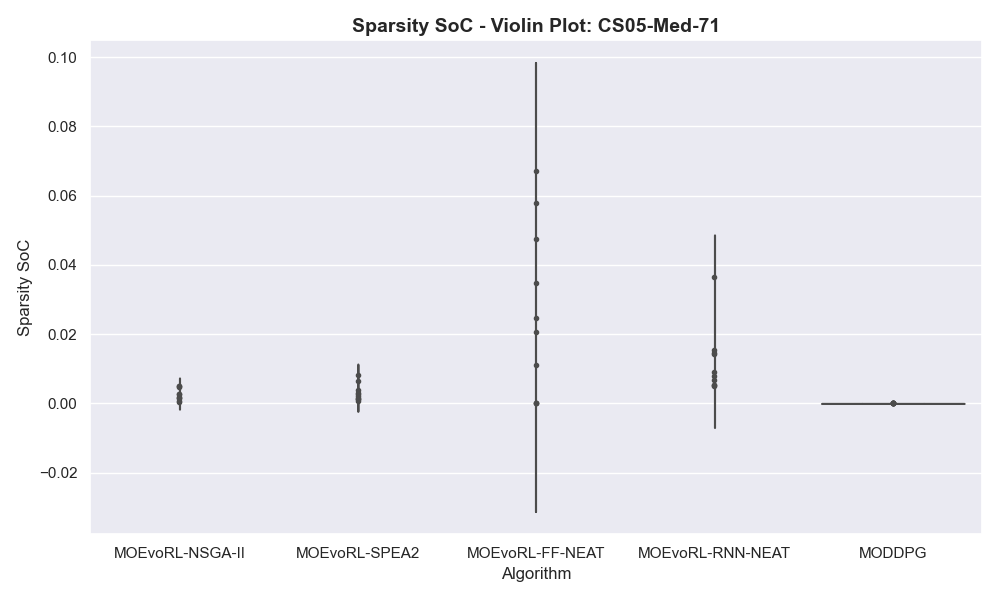 Sparsity SoC - Violin Plot: CS05-Med-71
0.10
0.08
0.06
0.04
0.02
0.00
−0.02
Sparsity SoC
MOEvoRL-NSGA-II
MOEvoRL-SPEA2
MOEvoRL-FF-NEAT
MOEvoRL-RNN-NEAT
MODDPG
Algorithm